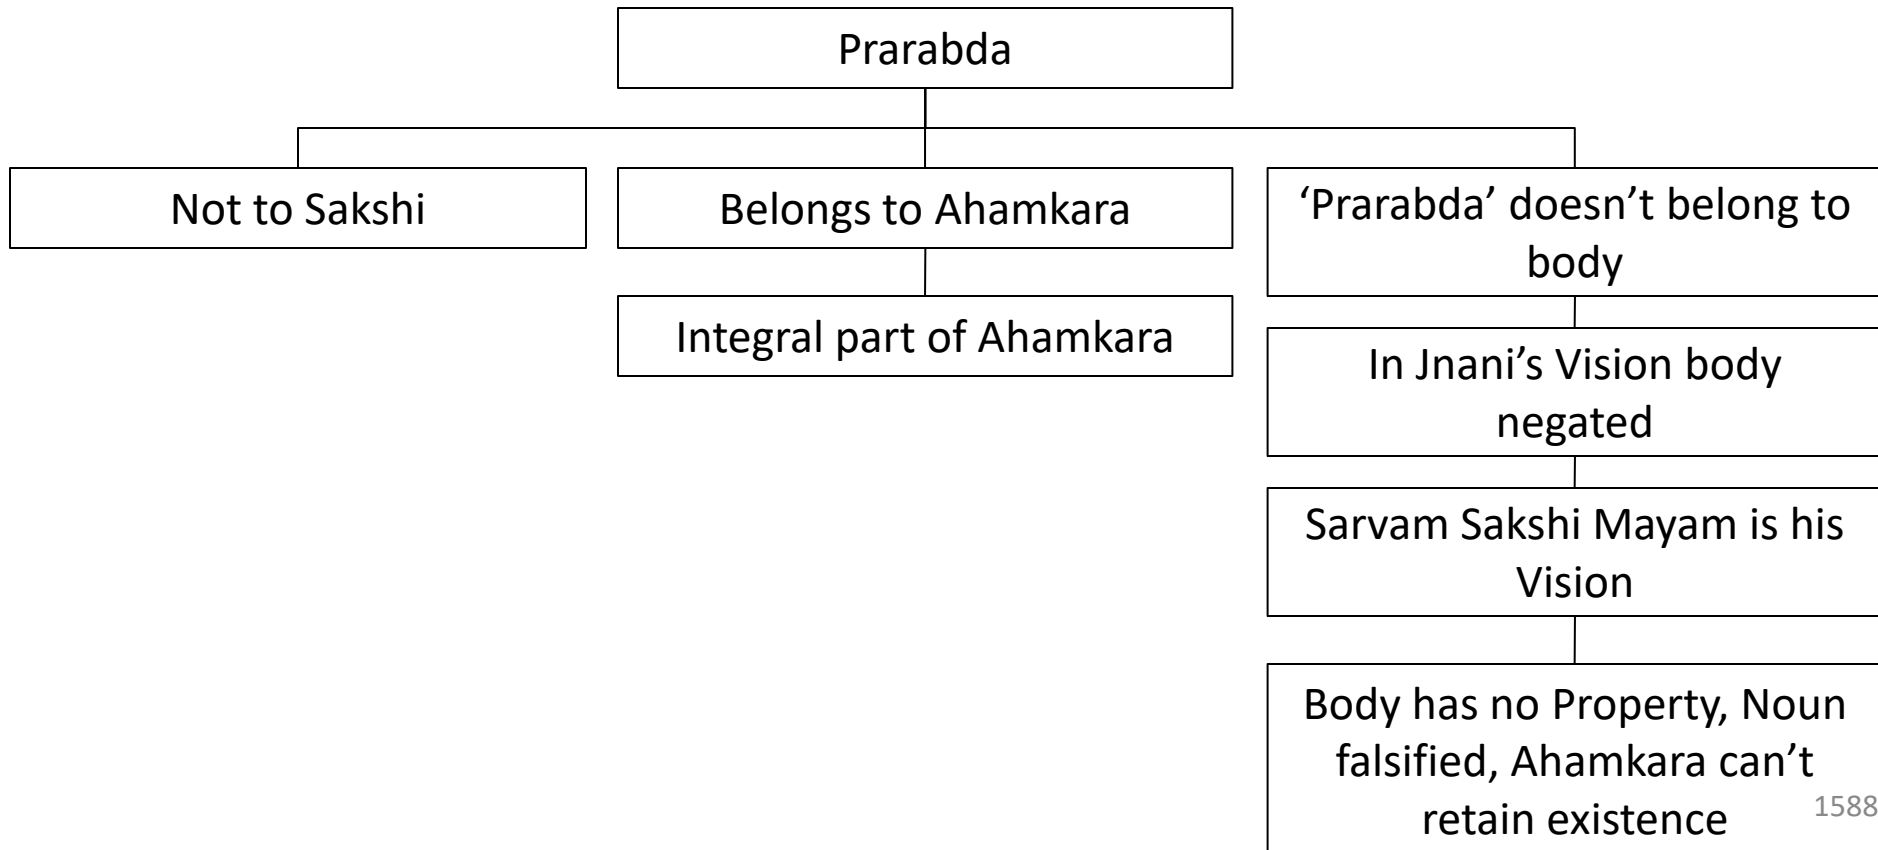 Prarabda
Not to Sakshi
Belongs to Ahamkara
Integral part of Ahamkara
‘Prarabda’ doesn’t belong to
body
In Jnani’s Vision body
negated
Sarvam Sakshi Mayam is his
Vision
Body has no Property, Noun
falsified, Ahamkara can’t
retain existence
1588